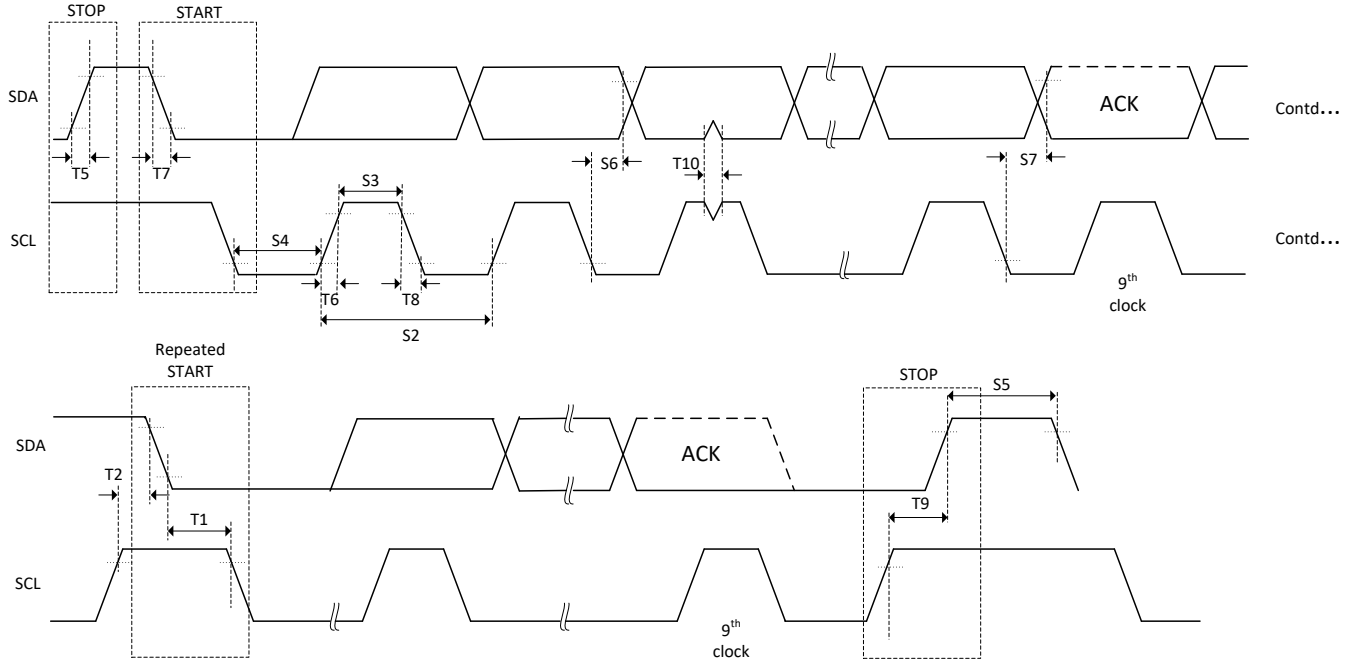 STOP
START
SDA
ACK
Contd...
T5
T7
S6
T10
S7
S3
SCL
S4
Contd...
T6
T8
9th
clock
S2
Repeated
START
STOP
S5
SDA
ACK
T2
T9
T1
SCL
9th
clock